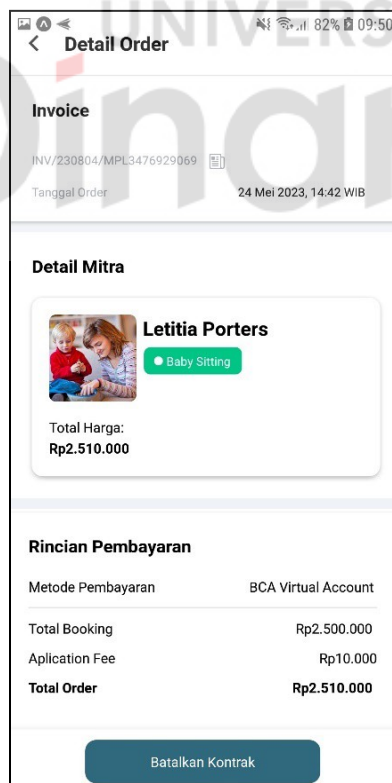 UNIVERS
82% 09:50
Detail Order
Dinar
Invoice
INV/230804/MPL3476929069
Tanggal Order 24 Mei 2023, 14:42 WIB
Detail Mitra
Letitia Porters
Baby Sitting
Total Harga:
Rp2.510.000
Rincian Pembayaran
Metode Pembayaran BCA Virtual Account
Total Booking Rp2.500.000
Aplication Fee Rp10.000
Total Order Rp2.510.000
Batalkan Kontrak